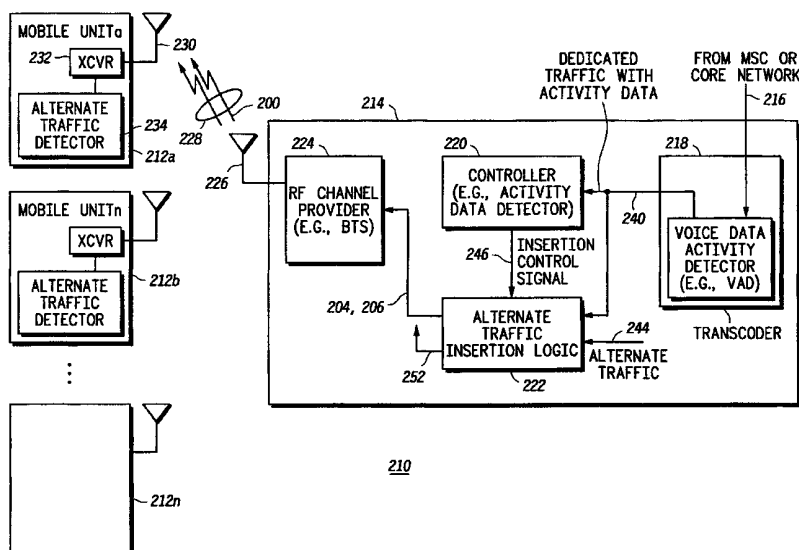 MOBILE UNITa
232
XCVR
230
ALTERNATE
TRAFFIC
DETECTOR
234
212a
MOBILE UNITn
XCVR
ALTERNATE
TRAFFIC
DETECTOR
212b
212n
200
228
226
214
224
RF CHANNEL
PROVIDER
(E.G., BTS)
204, 206
DEDICATED
TRAFFIC WITH
ACTIVITY DATA
220
CONTROLLER
(E.G., ACTIVITY
DATA DETECTOR)
246
INSERTION
CONTROL
SIGNAL
ALTERNATE
TRAFFIC
INSERTION LOGIC
252
222
FROM MSC OR
CORE NETWORK
216
218
240
VOICE DATA
ACTIVITY
DETECTOR
(E.G., VAD)
TRANSCODER
244
ALTERNATE
TRAFFIC
210